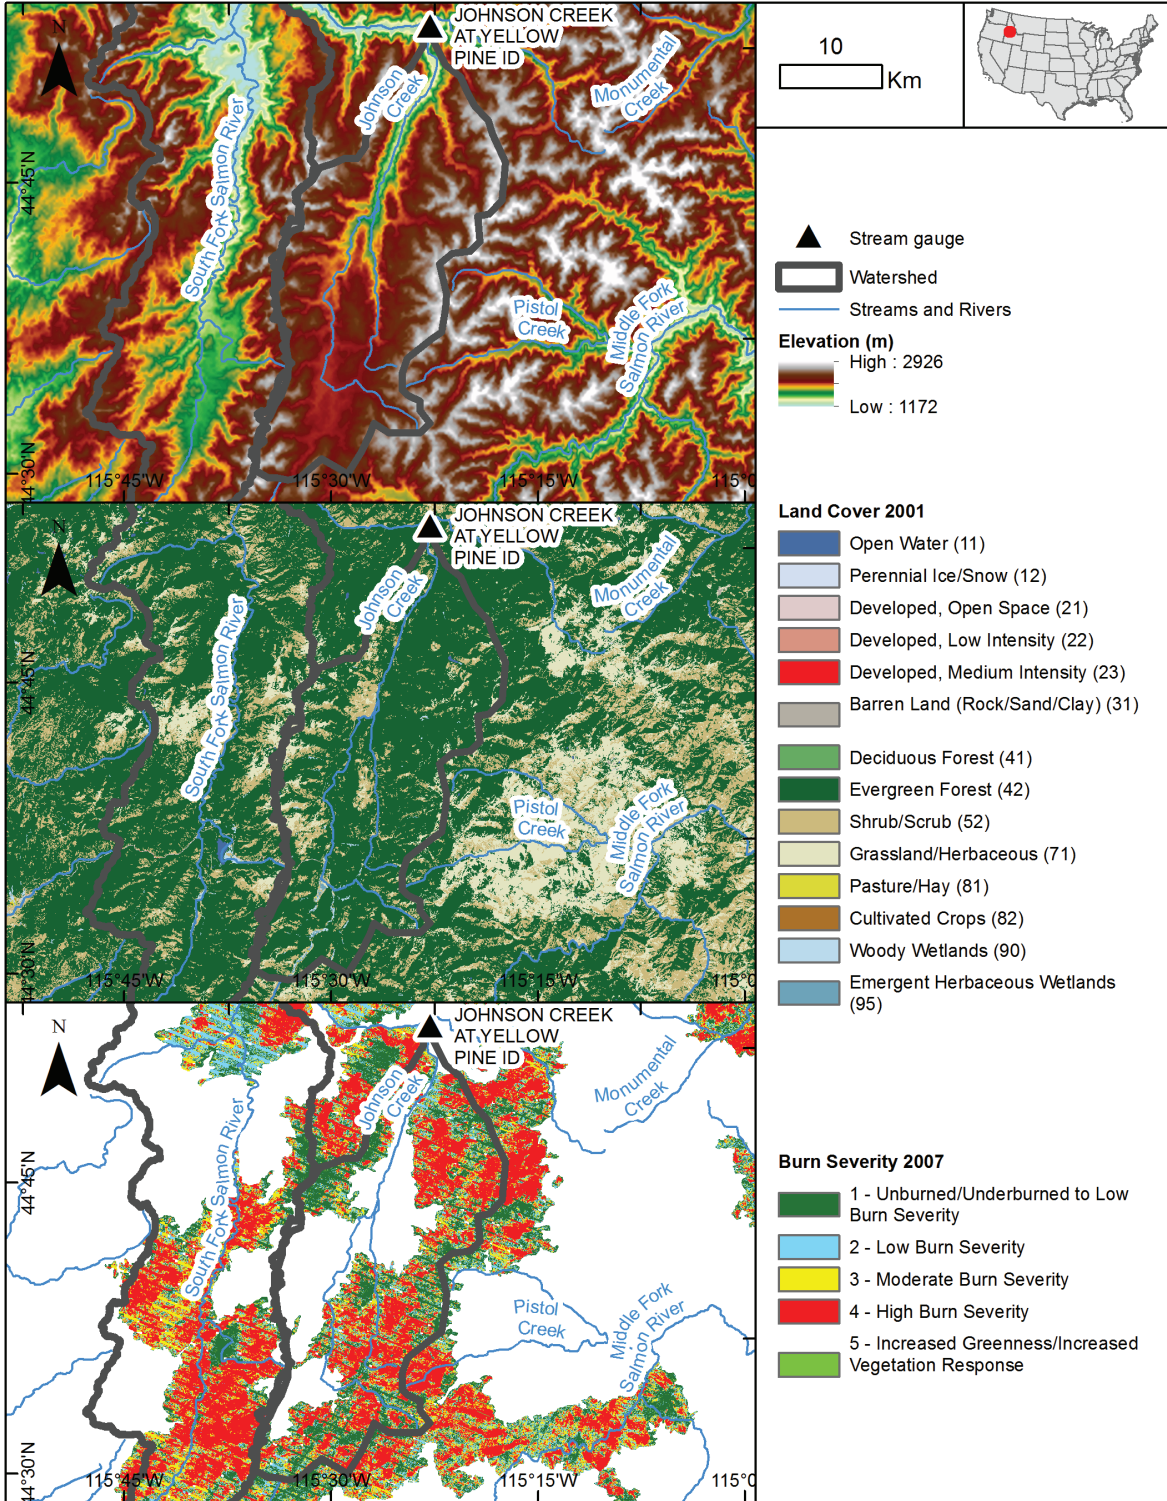 N
JOHNSON CREEK
AT YELLOW
PINE ID
Johnson
Creek
Monumental
Creek
South Fork Salmon River
44°45'N
Pistol
Creek
Middle Fork
Salmon River
44°30'N
115°45'W
115°30'W
115°15'W
115°0
10
Km
Stream gauge
Watershed
Streams and Rivers
Elevation (m)
High : 2926
Low : 1172
N
JOHNSON CREEK
AT YELLOW
PINE ID
Johnson
Creek
Monumental
Creek
South Fork Salmon River
44°45'N
Pistol
Creek
Middle Fork
Salmon River
44°30'N
115°45'W
115°30'W
115°15'W
115°0
Land Cover 2001
Open Water (11)
Perennial Ice/Snow (12)
Developed, Open Space (21)
Developed, Low Intensity (22)
Developed, Medium Intensity (23)
Barren Land (Rock/Sand/Clay) (31)
Deciduous Forest (41)
Evergreen Forest (42)
Shrub/Scrub (52)
Grassland/Herbaceous (71)
Pasture/Hay (81)
Cultivated Crops (82)
Woody Wetlands (90)
Emergent Herbaceous Wetlands
(95)
N
JOHNSON CREEK
AT YELLOW
PINE ID
Johnson
Creek
Monumental
Creek
South Fork Salmon River
44°45'N
Pistol
Creek
Middle Fork
Salmon River
44°30'N
115°45'W
115°30'W
115°15'W
115°0
Burn Severity 2007
1 - Unburned/Underburned to Low
Burn Severity
2 - Low Burn Severity
3 - Moderate Burn Severity
4 - High Burn Severity
5 - Increased Greenness/Increased
Vegetation Response